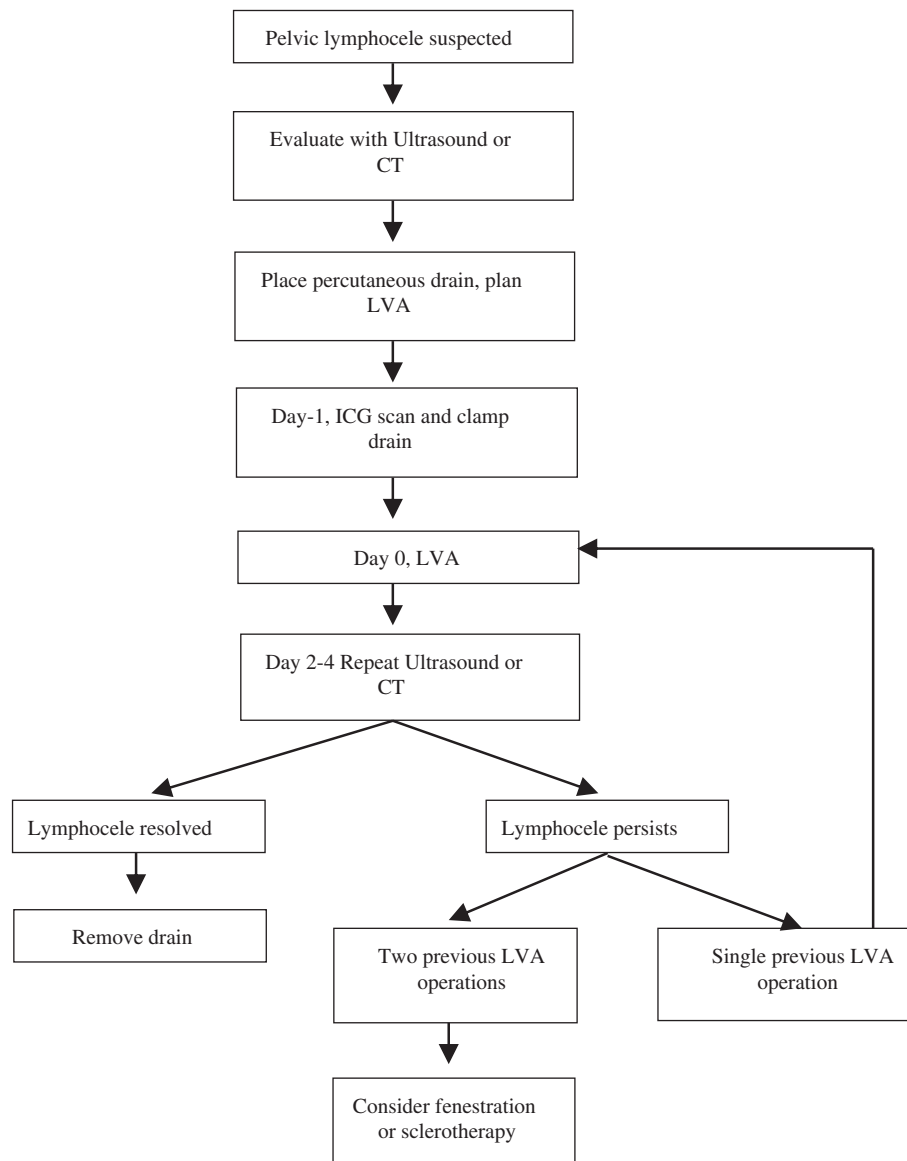 Pelvic lymphocele suspected
Evaluate with Ultrasound or
CT
Place percutaneous drain, plan
LVA
Day-1, ICG scan and clamp
drain
Day 0, LVA
Day 2-4 Repeat Ultrasound or
CT
Lymphocele resolved
Lymphocele persists
Remove drain
Two previous LVA
operations
Single previous LVA
operation
Consider fenestration
or sclerotherapy